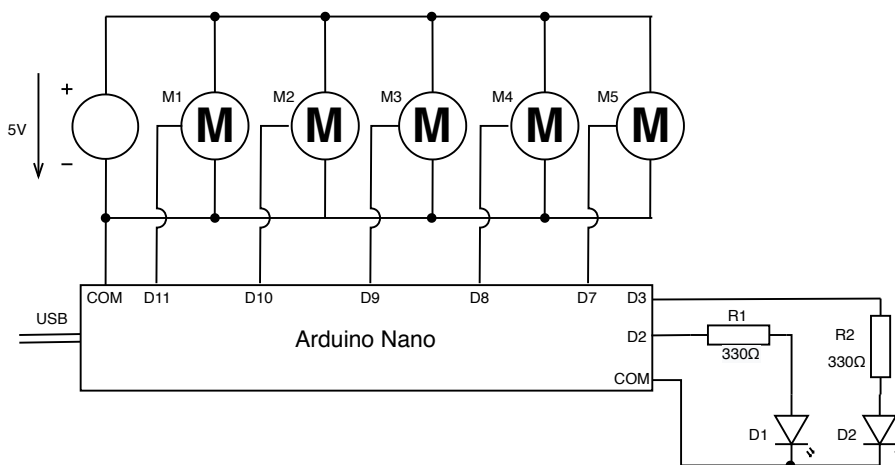 +
5V
−
M1
M
M2
M
M3
M
M4
M
M5
M
COM
D11
D10
D9
D8
D7
D3
USB
Arduino Nano
D2
COM
R1
330Ω
R2
330Ω
D1
D2